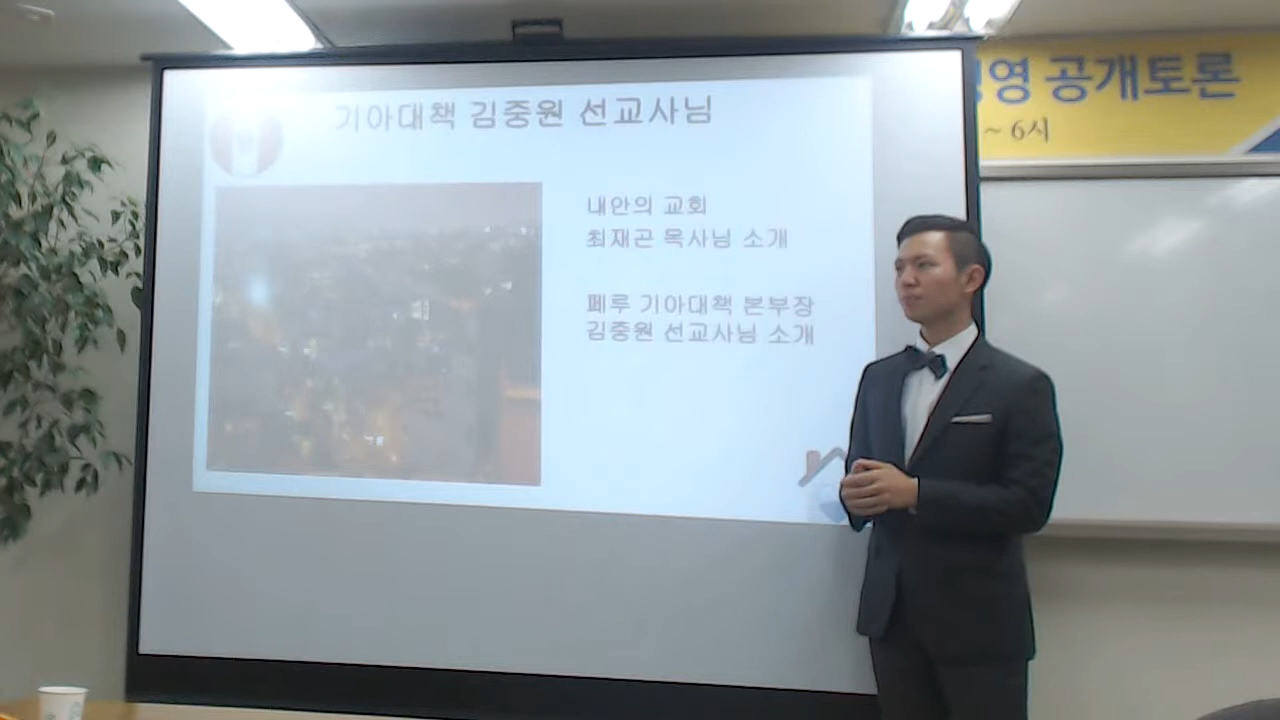 기아대책 김중원 선교사님
내안의 교회
최재곤 목사님 소개
페루 기아대책 본부장
김중원 선교사님 소개
영 공개토론
~ 6시